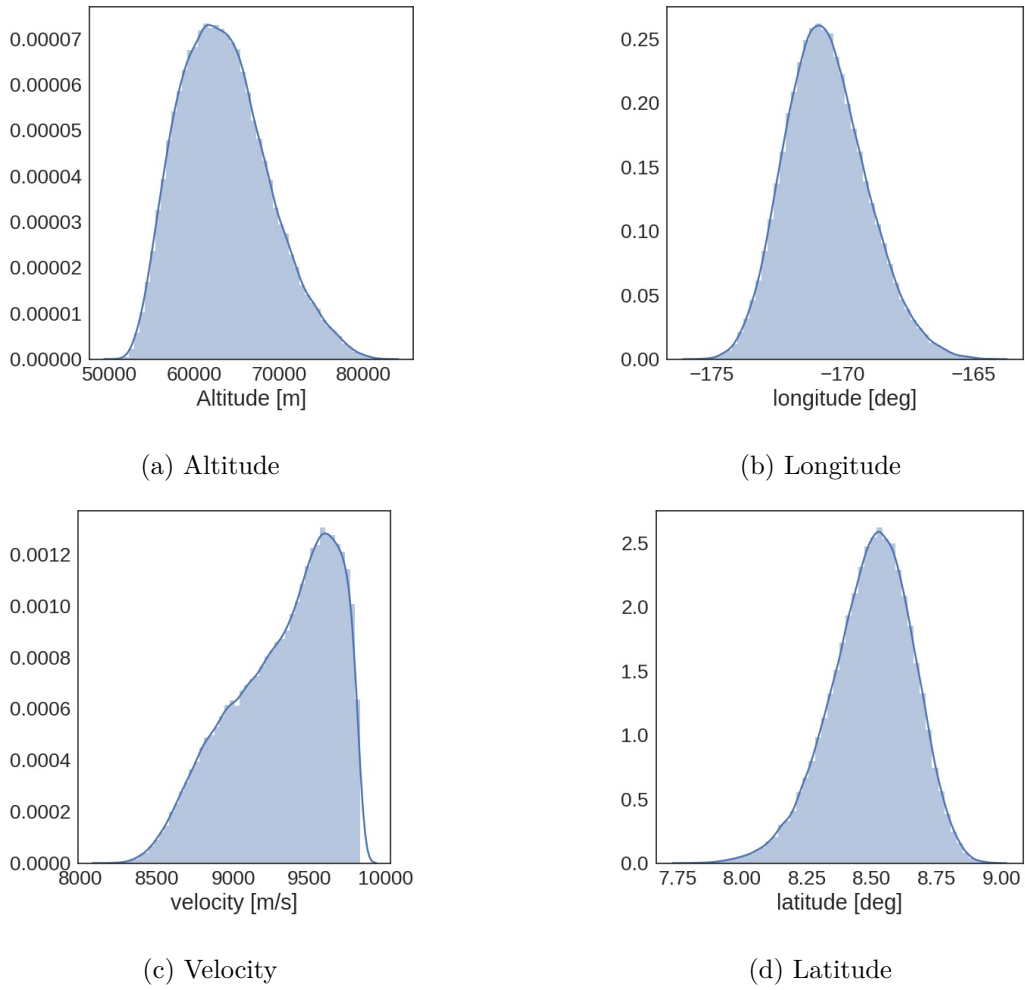 0.00007
0.00006
0.00005
0.00004
0.00003
0.00002
0.00001
0.00000
50000 60000 70000 80000
Altitude [m]
(a) Altitude
0.25
0.20
0.15
0.10
0.05
0.00
−175 −170 −165
longitude [deg]
(b) Longitude
0.0012
0.0010
0.0008
0.0006
0.0004
0.0002
0.0000
8000 8500 9000 9500 10000
velocity [m/s]
(c) Velocity
2.5
2.0
1.5
1.0
0.5
0.0
7.75 8.00 8.25 8.50 8.75 9.00
latitude [deg]
(d) Latitude